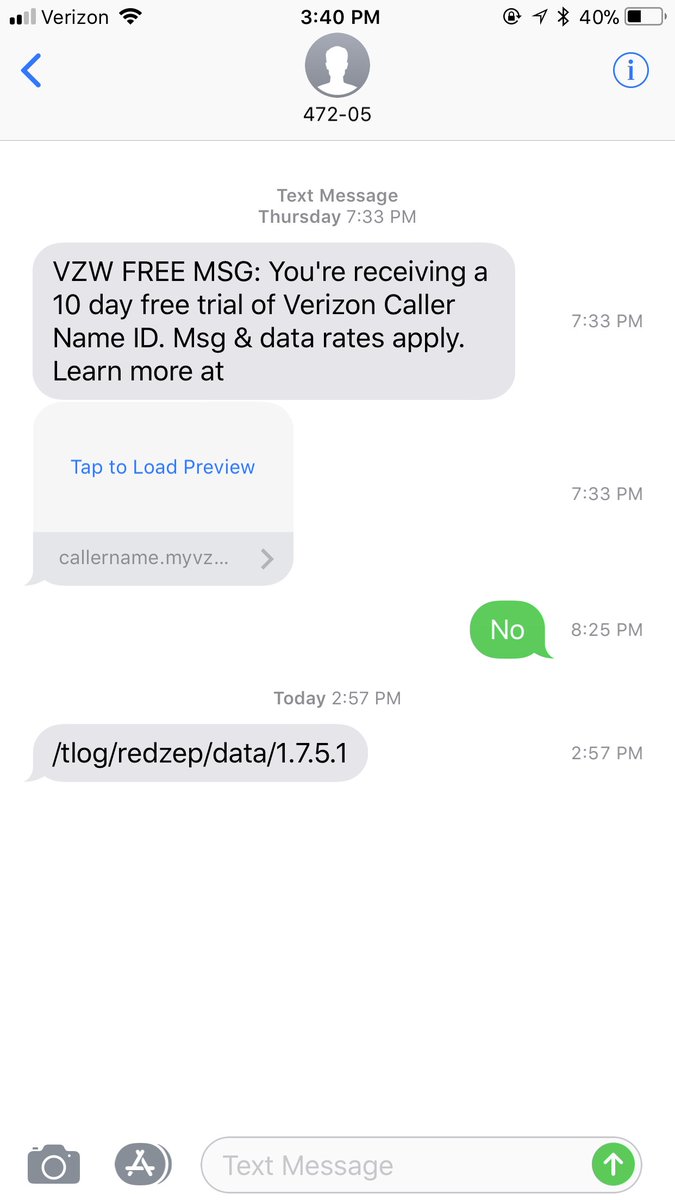 Verizon 3:40 PM 40%
472-05
Text Message
Thursday 7:33 PM
VZW FREE MSG: You're receiving a
10 day free trial of Verizon Caller
Name ID. Msg & data rates apply.
Learn more at
7:33 PM
Tap to Load Preview
7:33 PM
callername.myvz...
No
8:25 PM
Today 2:57 PM
/tlog/redzep/data/1.7.5.1
2:57 PM
Text Message